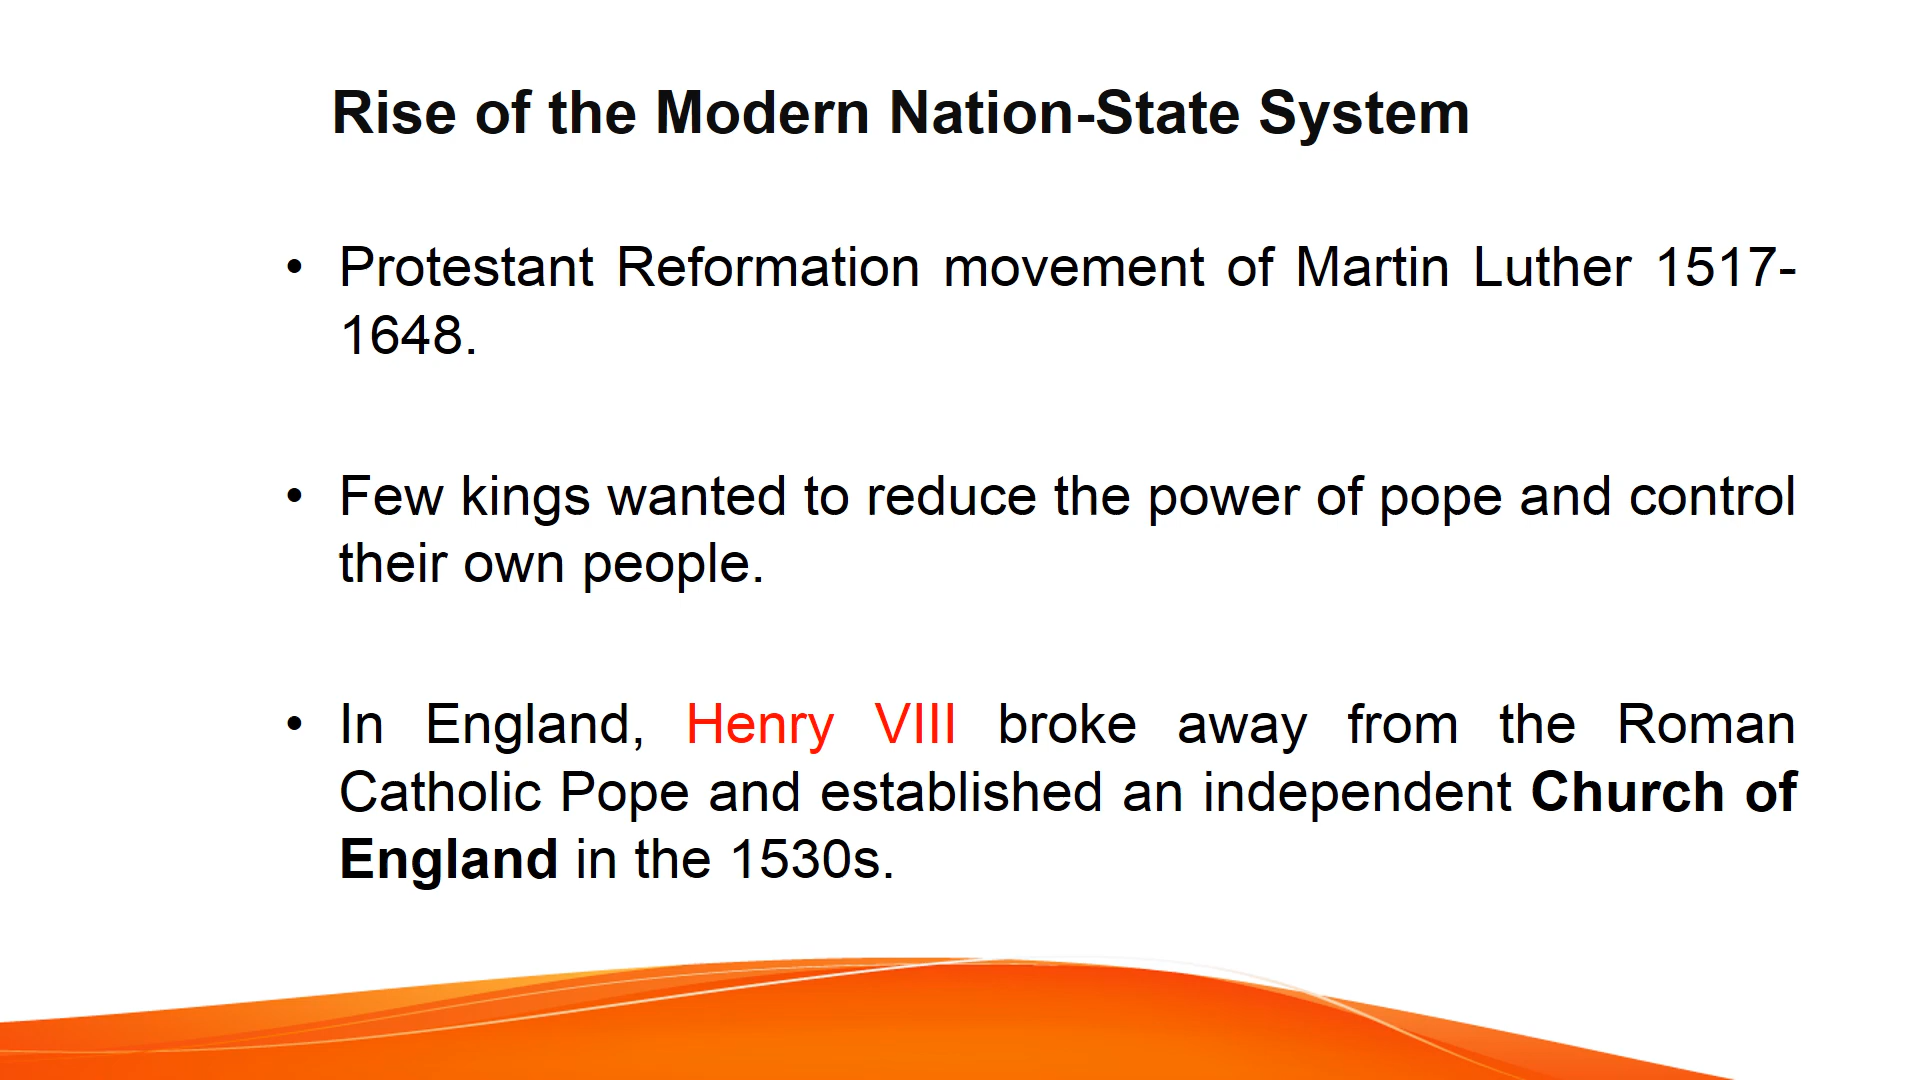 Rise of the Modern Nation-State System
• Protestant Reformation movement of Martin Luther 1517-
1648.
• Few kings wanted to reduce the power of pope and control
their own people.
• In England, Henry VIII broke away from the Roman
Catholic Pope and established an independent Church of
England in the 1530s.